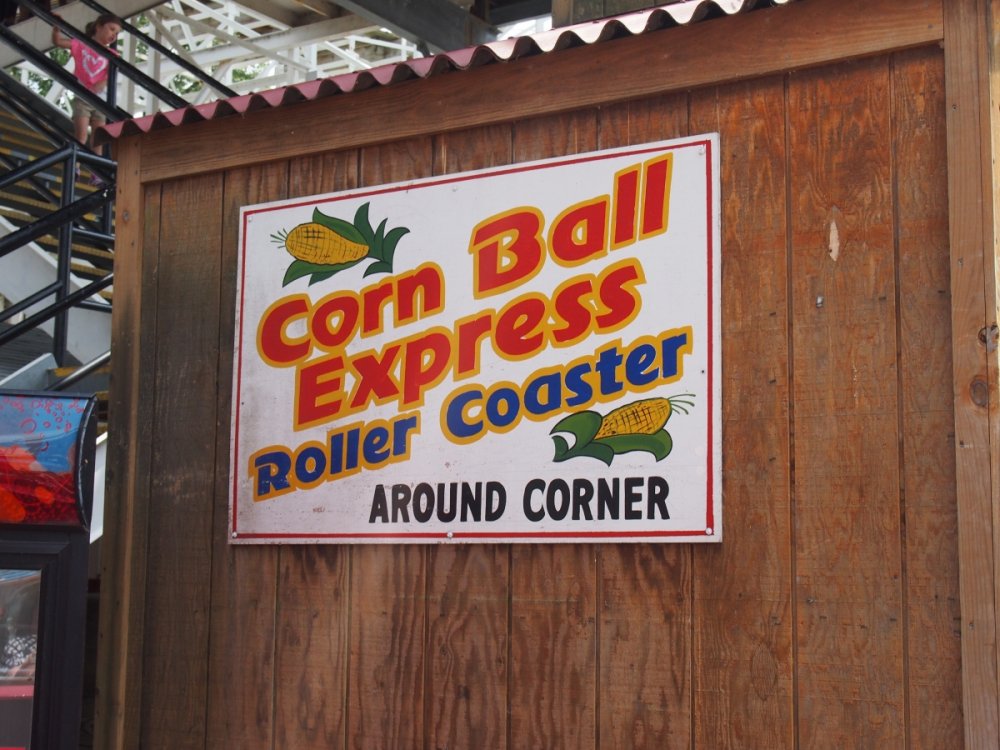 Corn Ball
Express
Roller Coaster
AROUND CORNER